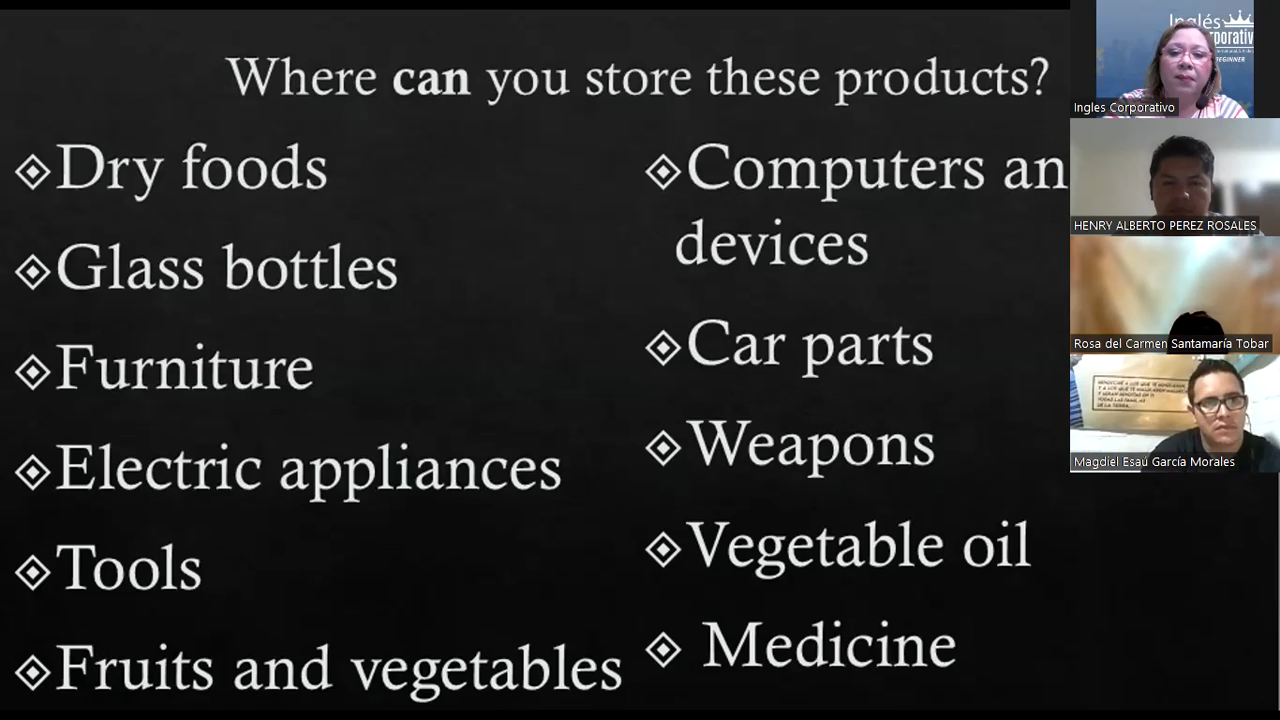 Where can you store these products?
Dry foods
Glass bottles
Furniture
Electric appliances
Tools
Fruits and vegetables
Computers an
devices
Car parts
Weapons
Vegetable oil
Medicine
Inglés
orporativ
EGINNER
Ingles Corporativo
HENRY ALBERTO PEREZ ROSALES
Rosa del Carmen Santamaría Tobar
Magdiel Esaú García Morales